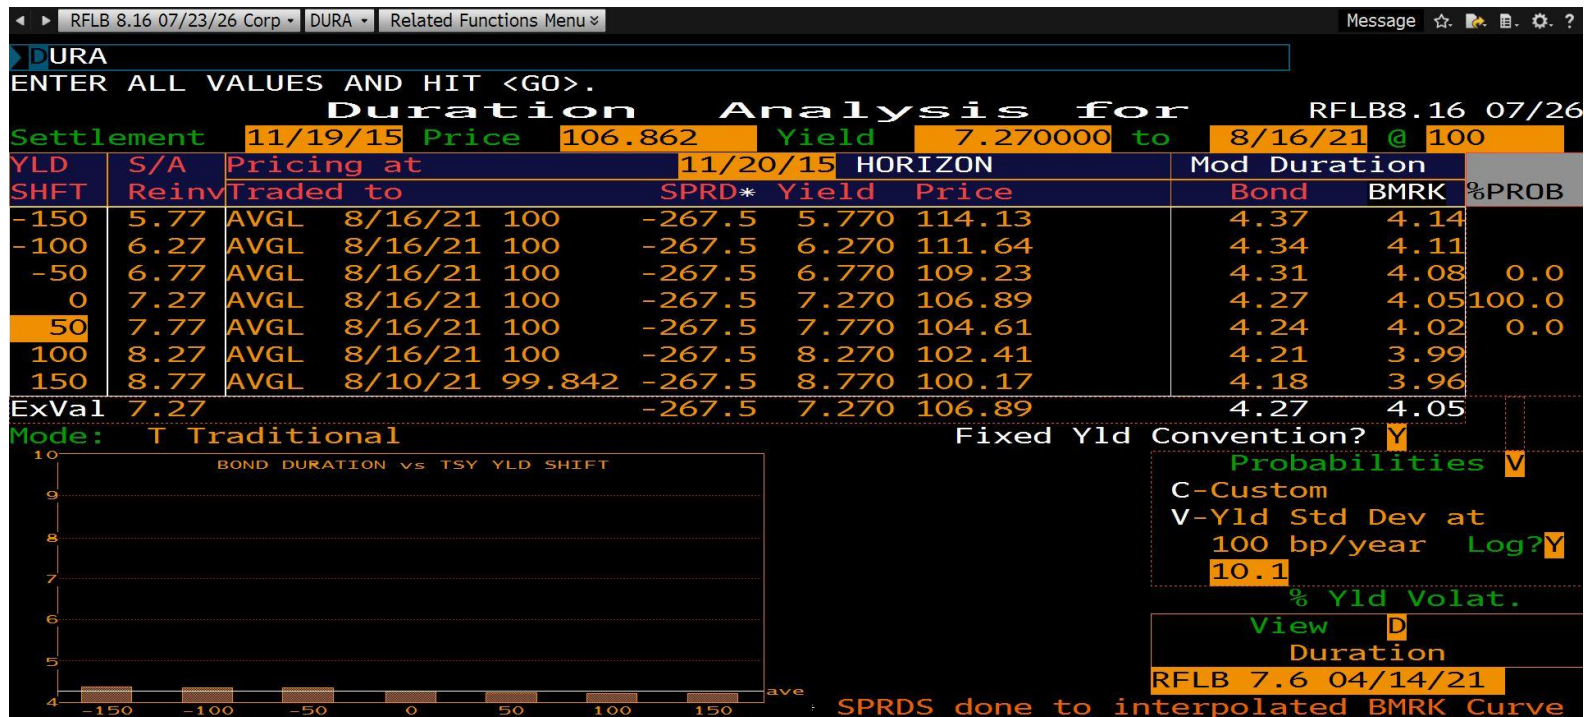 RFLB 8.16 07/23/26 Corp DURA Related Functions Menu Message ?
DURA
ENTER ALL VALUES AND HIT <GO>.
Duration Analysis for RFLB8.16 07/26
Settlement 11/19/15 Price 106.862 Yield 7.270000 to 8/16/21 @ 100
YLD S/A Pricing at 11/20/15 HORIZON Mod Duration
SHFT Reinv Traded to SPRD* Yield Price Bond BMRK %PROB
-150 5.77 AVGL 8/16/21 100 -267.5 5.770 114.13 4.37 4.14
-100 6.27 AVGL 8/16/21 100 -267.5 6.270 111.64 4.34 4.11
-50 6.77 AVGL 8/16/21 100 -267.5 6.770 109.23 4.31 4.08 0.0
0 7.27 AVGL 8/16/21 100 -267.5 7.270 106.89 4.27 4.05 100.0
50 7.77 AVGL 8/16/21 100 -267.5 7.770 104.61 4.24 4.02 0.0
100 8.27 AVGL 8/16/21 100 -267.5 8.270 102.41 4.21 3.99
150 8.77 AVGL 8/10/21 99.842 -267.5 8.770 100.17 4.18 3.96
ExVal 7.27 -267.5 7.270 106.89 4.27 4.05
Mode: T Traditional Fixed Yld Convention? Y
BOND DURATION vs TSY YLD SHIFT
10
9
8
7
6
5
4
ave
-150 -100 -50 0 50 100 150
Probabilities V
C-Custom
V-Yld Std Dev at
100 bp/year Log?Y
10.1
% Yld Volat.
View D
Duration
RFLB 7.6 04/14/21
* SPRDS done to interpolated BMRK Curve